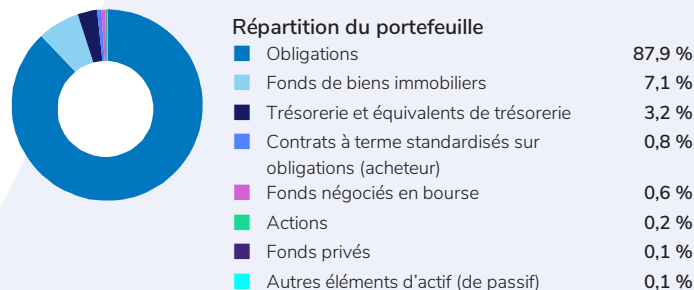 Répartition du portefeuille
Obligations 87,9 %
Fonds de biens immobiliers 7,1 %
Trésorerie et équivalents de trésorerie 3,2 %
Contrats à terme standardisés sur 0,8 %
obligations (acheteur)
Fonds négociés en bourse 0,6 %
Actions 0,2 %
Fonds privés 0,1 %
Autres éléments d’actif (de passif) 0,1 %